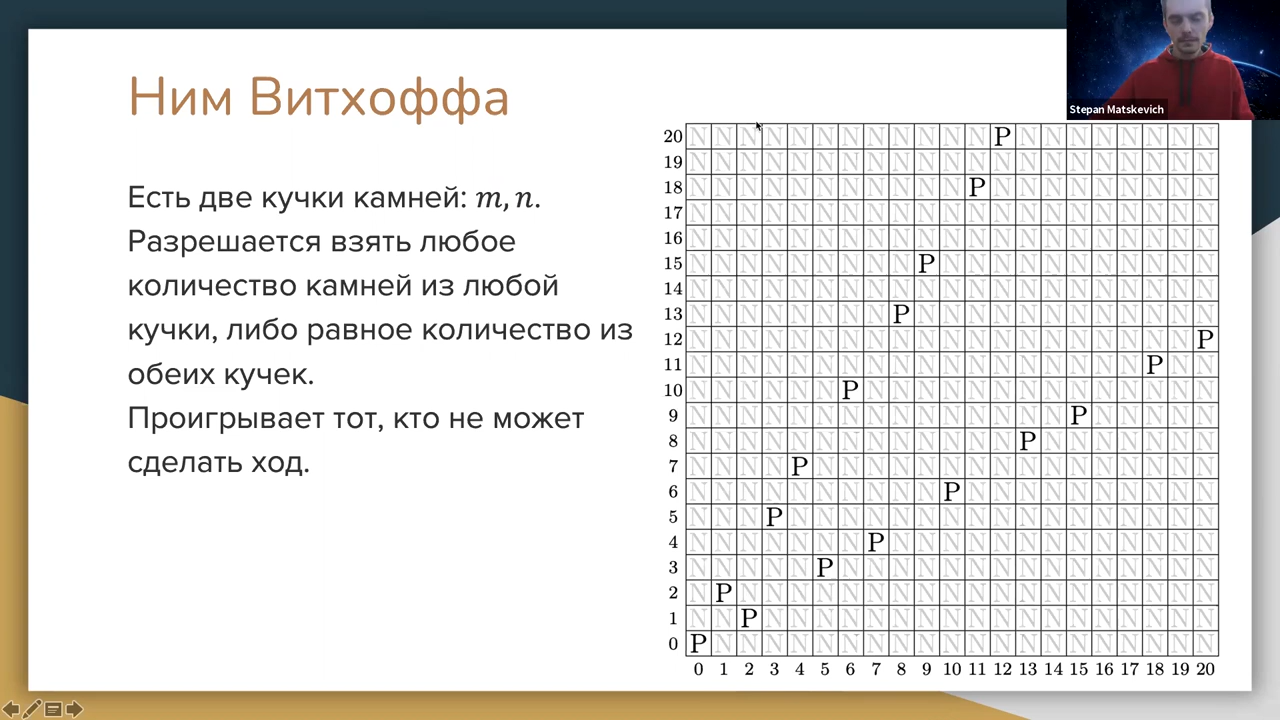 Ним Витхоффа
Stepan Matskevich
Есть две кучки камней: m, n.
Разрешается взять любое
количество камней из любой
кучки, либо равное количество из
обеих кучек.
Проигрывает тот, кто не может
сделать ход.
20 N N N N N N N N N N N N P N N N N N N N N
19 N N N N N N N N N N N N N N N N N N N N N
18 N N N N N N N N N N N P N N N N N N N N N
17 N N N N N N N N N N N N N N N N N N N N N
16 N N N N N N N N N N N N N N N N N N N N N
15 N N N N N N N N N P N N N N N N N N N N N
14 N N N N N N N N N N N N N N N N N N N N N
13 N N N N N N N N P N N N N N N N N N N N N
12 N N N N N N N N N N N N N N N N N N N N P
11 N N N N N N N N N N N N N N N N N N P N N
10 N N N N N N P N N N N N N N N N N N N N N
9 N N N N N N N N N N N N N N N P N N N N N
8 N N N N N N N N N N N N N P N N N N N N N
7 N N N N P N N N N N N N N N N N N N N N N
6 N N N N N N N N N N P N N N N N N N N N N
5 N N N P N N N N N N N N N N N N N N N N N
4 N N N N N N N P N N N N N N N N N N N N N
3 N N N N N P N N N N N N N N N N N N N N N
2 N P N N N N N N N N N N N N N N N N N N N
1 N N P N N N N N N N N N N N N N N N N N N
0 P N N N N N N N N N N N N N N N N N N N N
0 1 2 3 4 5 6 7 8 9 10 11 12 13 14 15 16 17 18 19 20